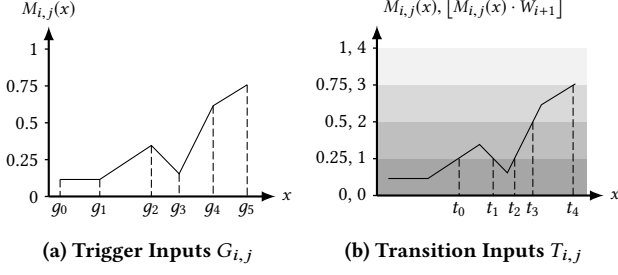 M_{i,j}(x)
1
0.75
0.5
0.25
0
g_0 g_1 g_2 g_3 g_4 g_5
x
(a) Trigger Inputs G_{i,j}
M_{i,j}(x), ⌊M_{i,j}(x) · W_{i+1}⌋
1, 4
0.75, 3
0.5, 2
0.25, 1
0, 0
t_0 t_1 t_2 t_3 t_4
x
(b) Transition Inputs T_{i,j}